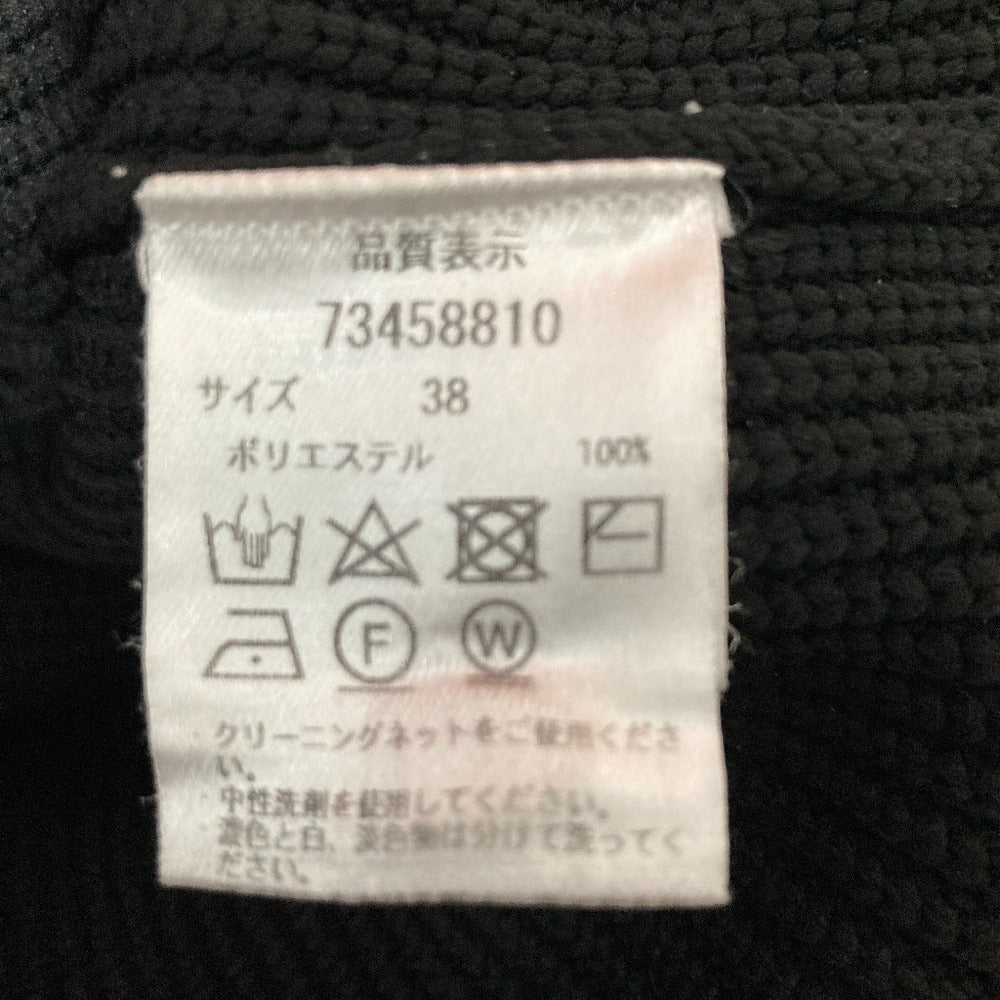 品質表示
73458810
サイズ 38
ポリエステル 100%
F W
・クリーニングネットをご使用くださ
い。
・中性洗剤を使用してください。
・濃色と白、淡色物は分けて洗ってく
ださい。